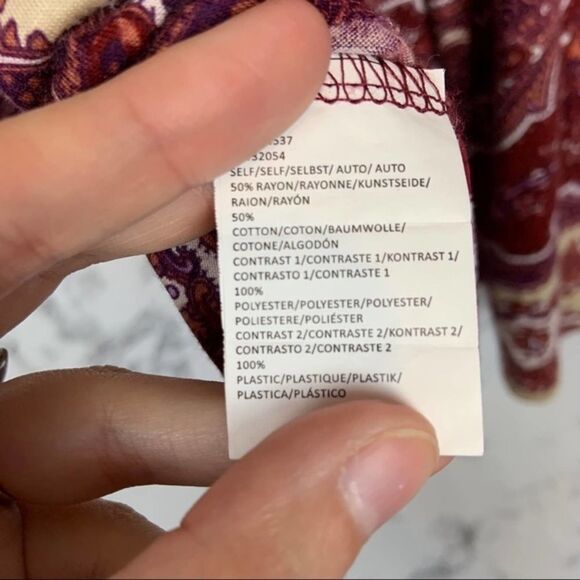 537
2054
SELF/SELF/SELBST/ AUTO/ AUTO
50% RAYON/RAYONNE/KUNSTSEIDE/
RAION/RAYÓN
50%
COTTON/COTON/BAUMWOLLE/
COTONE/ALGODÓN
CONTRAST 1/CONTRASTE 1/KONTRAST 1/
CONTRASTO 1/CONTRASTE 1
100%
POLYESTER/POLYESTER/POLYESTER/
POLIESTERE/POLIÉSTER
CONTRAST 2/CONTRASTE 2/KONTRAST 2/
CONTRASTO 2/CONTRASTE 2
100%
PLASTIC/PLASTIQUE/PLASTIK/
PLASTICA/PLÁSTICO